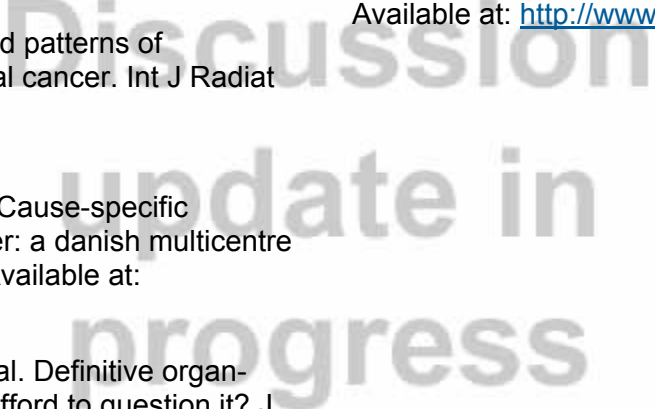 Available at: http://www
d patterns of
al cancer. Int J Radiat
Discussion
update in
Cause-specific
er: a danish multicentre
vailable at:
progress
al. Definitive organ-
fford to question it? J